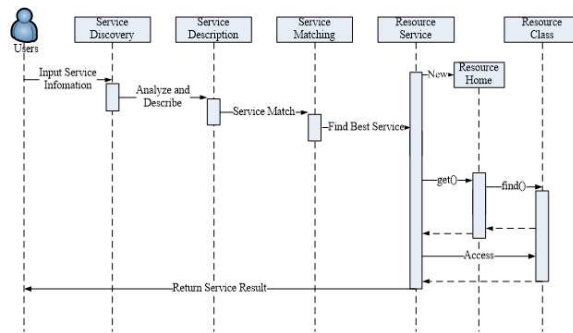 Users
Service
Discovery
Service
Description
Service
Matching
Resource
Service
Resource
Class
Resource
Home
New
Input Service
Infomation
Analyze and
Describe
Service Match
Find Best Service
get()
find()
Access
Return Service Result